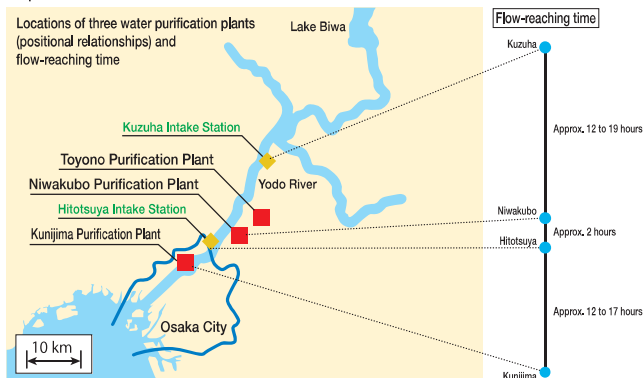 Locations of three water purification plants
(positional relationships) and
flow-reaching time
Lake Biwa
Kuzuha Intake Station
Toyono Purification Plant
Yodo River
Niwakubo Purification Plant
Hitotsuya Intake Station
Kunijima Purification Plant
Osaka City
10 km
Flow-reaching time
Kuzuha
Approx. 12 to 19 hours
Niwakubo
Approx. 2 hours
Hitotsuya
Approx. 12 to 17 hours
Kunijima